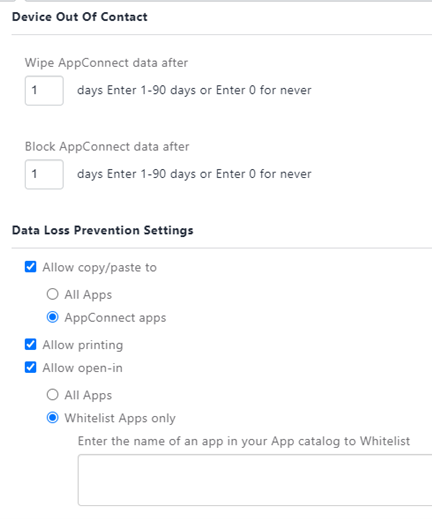 Device Out Of Contact
Wipe AppConnect data after
1 days Enter 1-90 days or Enter 0 for never
Block AppConnect data after
1 days Enter 1-90 days or Enter 0 for never
Data Loss Prevention Settings
Allow copy/paste to
All Apps
AppConnect apps
Allow printing
Allow open-in
All Apps
Whitelist Apps only
Enter the name of an app in your App catalog to Whitelist